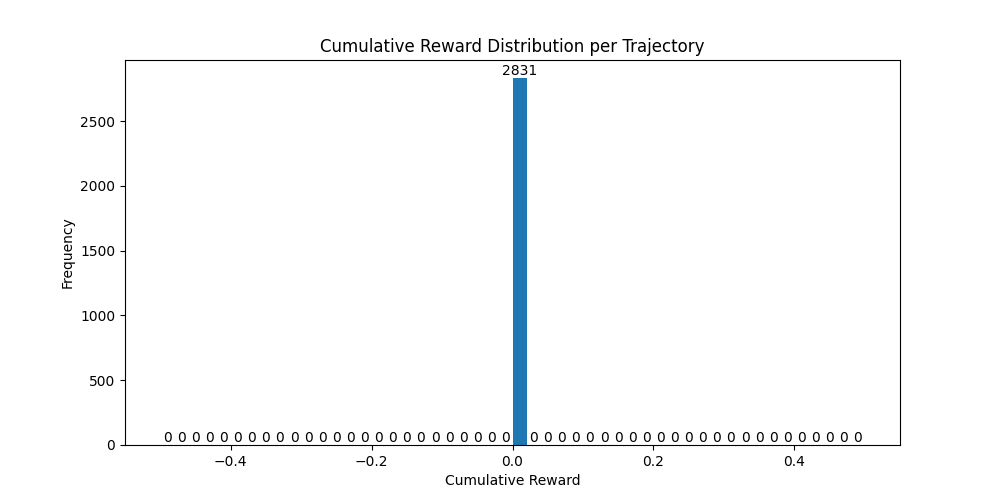 Cumulative Reward Distribution per Trajectory
2831
2500
2000
1500
1000
500
0
Frequency
0 0 0 0 0 0 0 0 0 0 0 0 0 0 0 0 0 0 0 0 0 0 0 0 0 0 0 0 0 0 0 0 0 0 0 0 0 0 0 0 0 0 0 0 0 0 0 0 0
−0.4 −0.2 0.0 0.2 0.4
Cumulative Reward